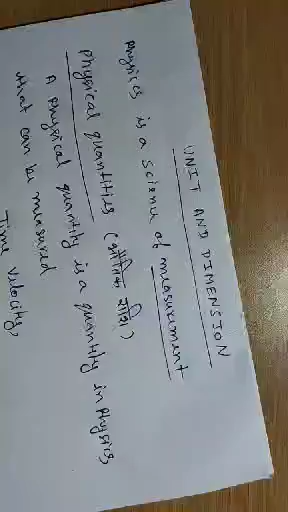 UNIT AND DIMENSION
Physics is a Science of measurement
Physical quantities (भौतिक राशि)
A physical quantity is a quantity in Physics,
that can be measured
Time velocity,